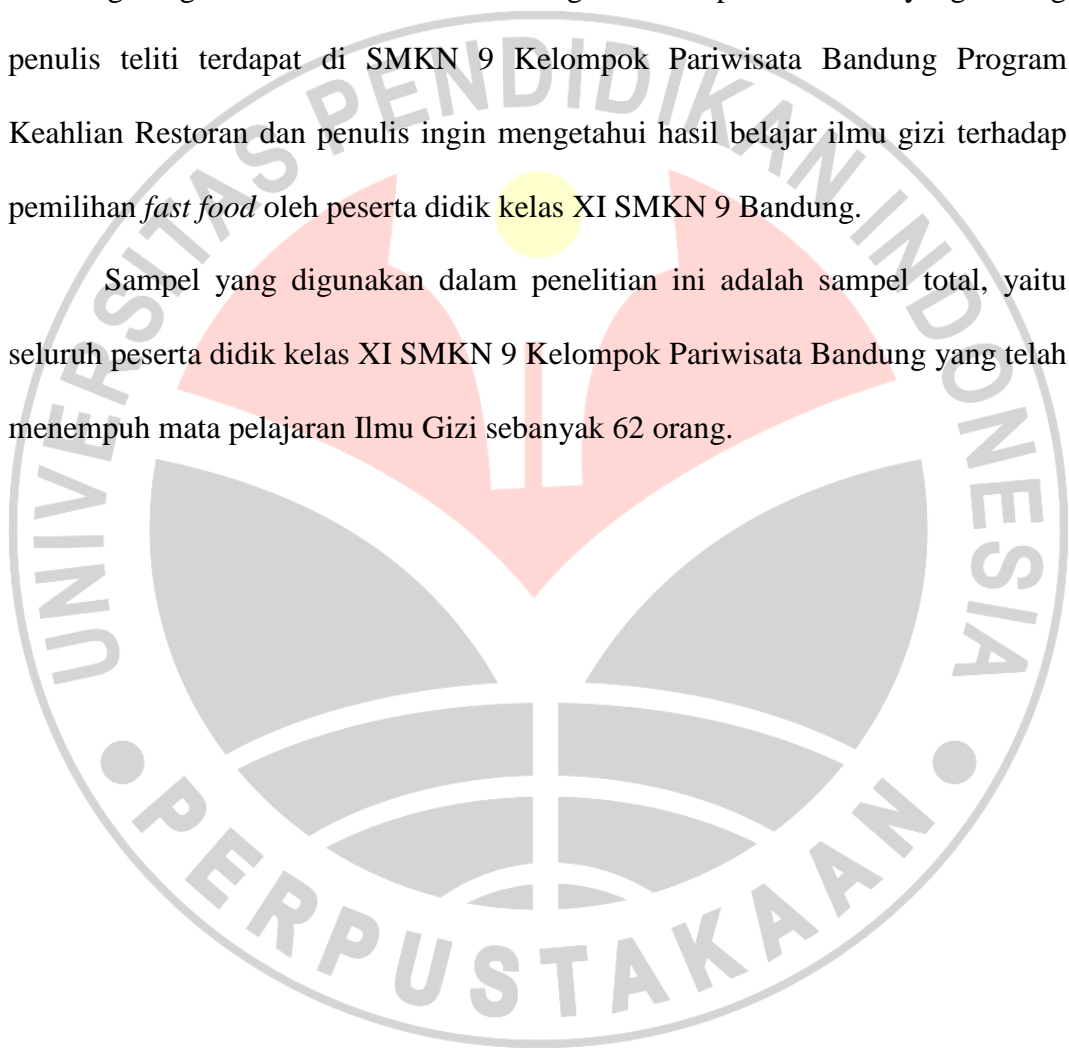 penulis teliti terdapat di SMKN 9 Kelompok Pariwisata Bandung Program
Keahlian Restoran dan penulis ingin mengetahui hasil belajar ilmu gizi terhadap
pemilihan fast food oleh peserta didik kelas XI SMKN 9 Bandung.
Sampel yang digunakan dalam penelitian ini adalah sampel total, yaitu
seluruh peserta didik kelas XI SMKN 9 Kelompok Pariwisata Bandung yang telah
menempuh mata pelajaran Ilmu Gizi sebanyak 62 orang.
UNIVERSITAS PENDIDIKAN INDONESIA
PERPUSTAKAAN